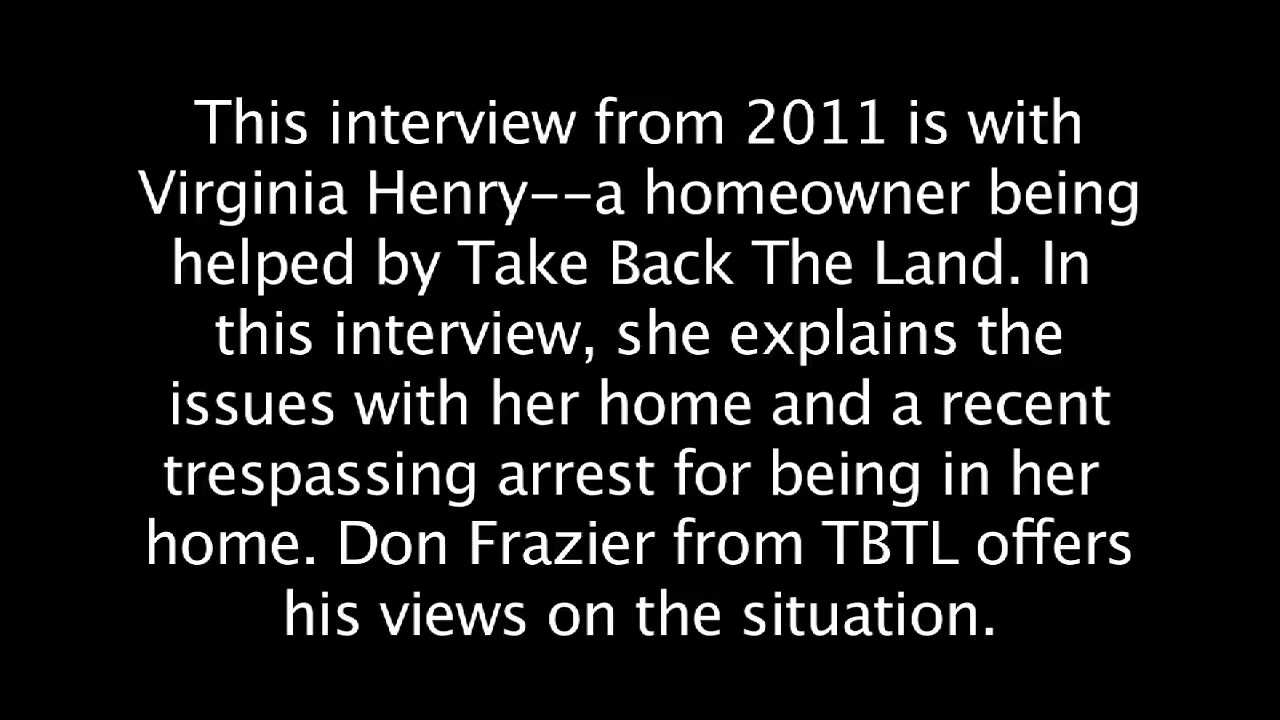 This interview from 2011 is with
Virginia Henry--a homeowner being
helped by Take Back The Land. In
this interview, she explains the
issues with her home and a recent
trespassing arrest for being in her
home. Don Frazier from TBTL offers
his views on the situation.